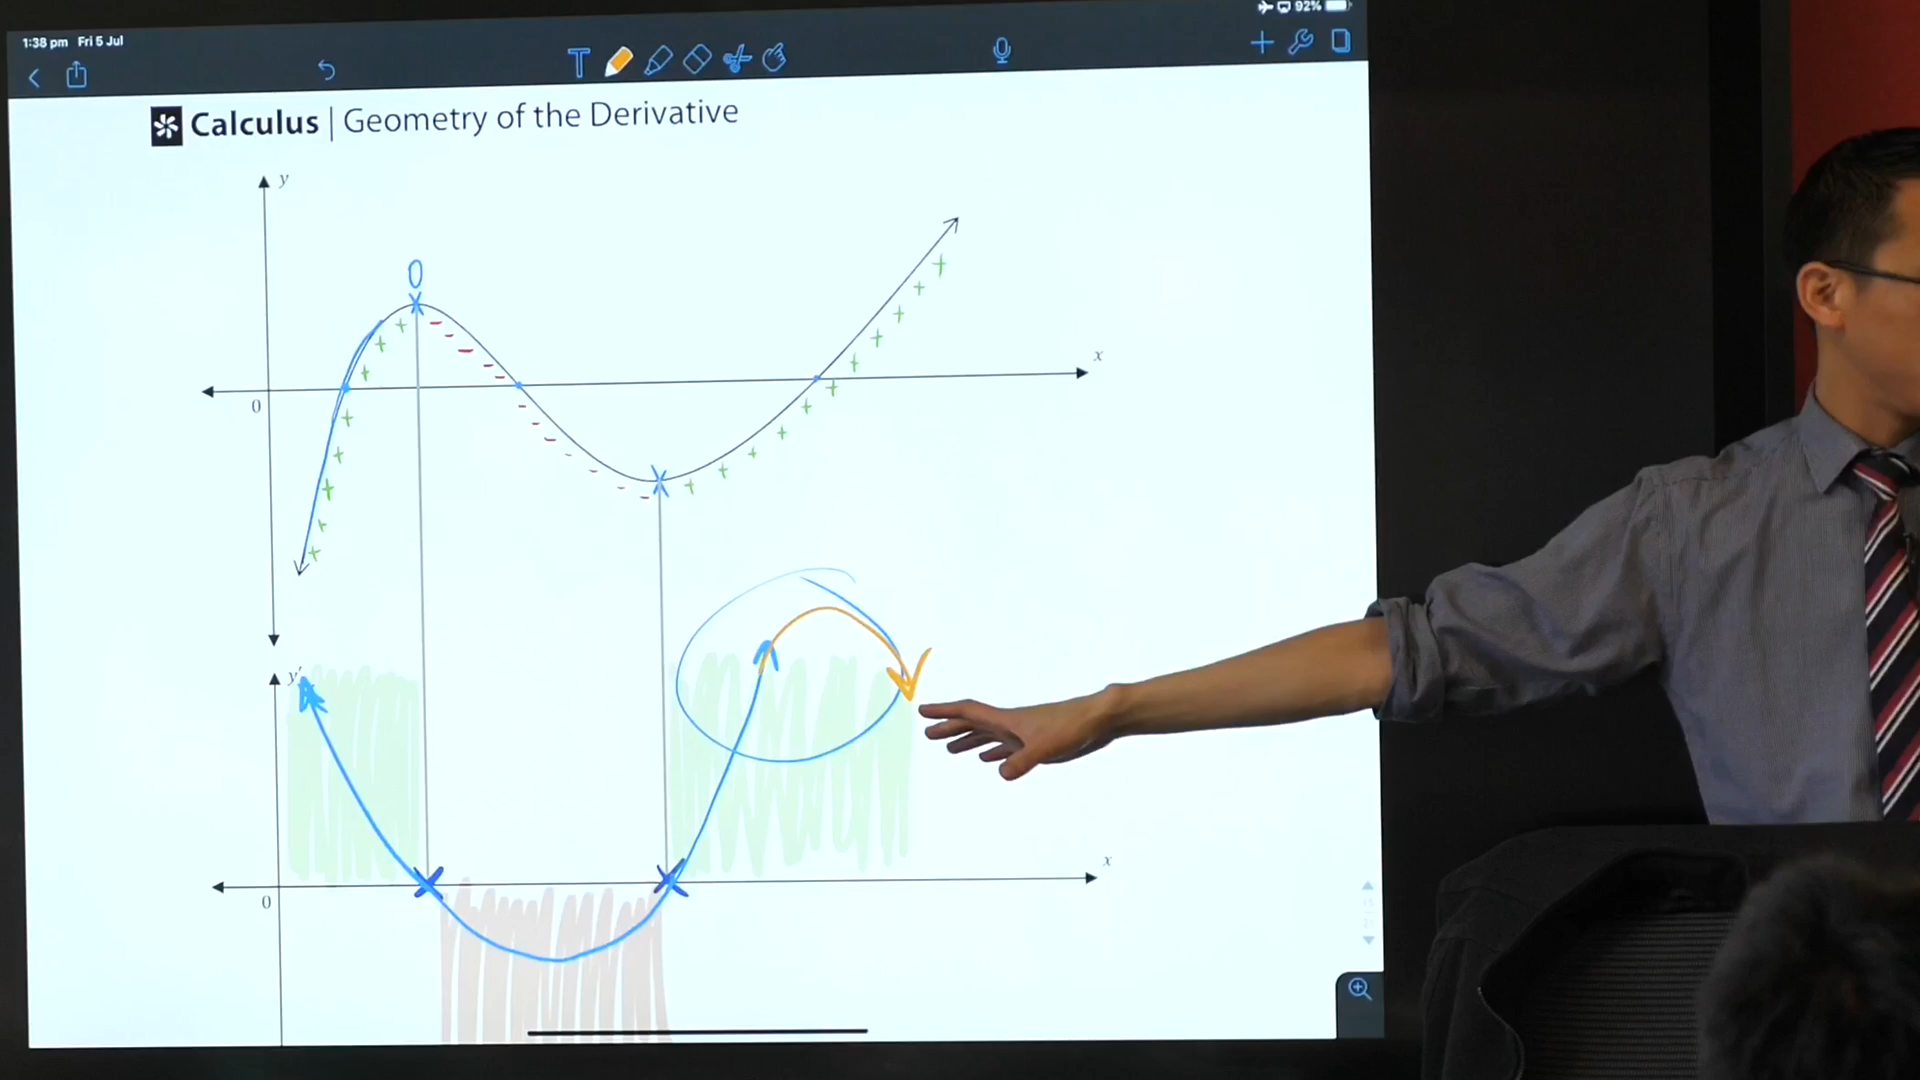 1:38 pm Fri 5 Jul
92%
T
Calculus | Geometry of the Derivative
y
0
x
0
y'
x
0